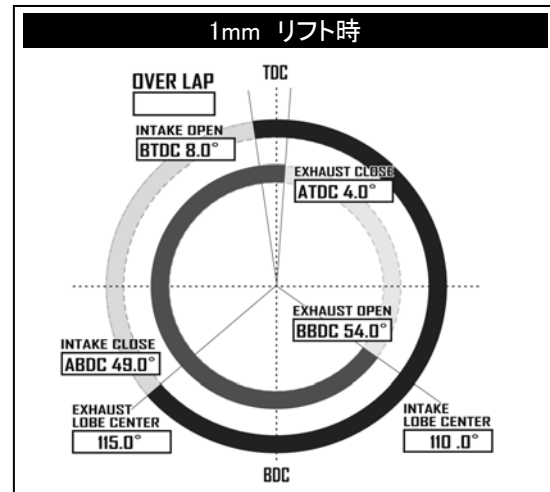 1mm リフト時
TDC
OVER LAP
INTAKE OPEN
BTDC 8.0°
EXHAUST CLOSE
ATDC 4.0°
EXHAUST OPEN
BBDC 54.0°
INTAKE CLOSE
ABDC 49.0°
EXHAUST
LOBE CENTER
115.0°
INTAKE
LOBE CENTER
110 .0°
BDC